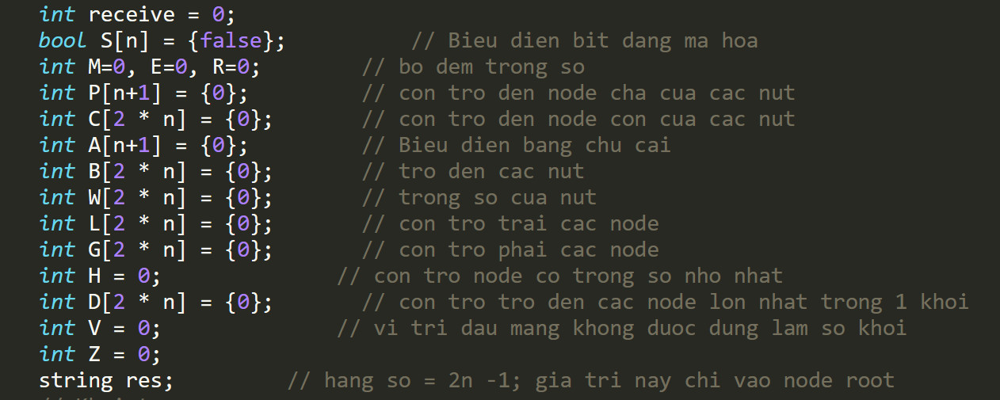 int receive = 0;
bool S[n] = {false}; // Bieu dien bit dang ma hoa
int M=0, E=0, R=0; // bo dem trong so
int P[n+1] = {0}; // con tro den node cha cua cac nut
int C[2 * n] = {0}; // con tro den node con cua cac nut
int A[n+1] = {0}; // Bieu dien bang chu cai
int B[2 * n] = {0}; // tro den cac nut
int W[2 * n] = {0}; // trong so cua nut
int L[2 * n] = {0}; // con tro trai cac node
int G[2 * n] = {0}; // con tro phai cac node
int H = 0; // con tro node co trong so nho nhat
int D[2 * n] = {0}; // con tro tro den cac node lon nhat trong 1 khoi
int V = 0; // vi tri dau mang khong duoc dung lam so khoi
int Z = 0;
string res; // hang so = 2n -1; gia tri nay chi vao node root